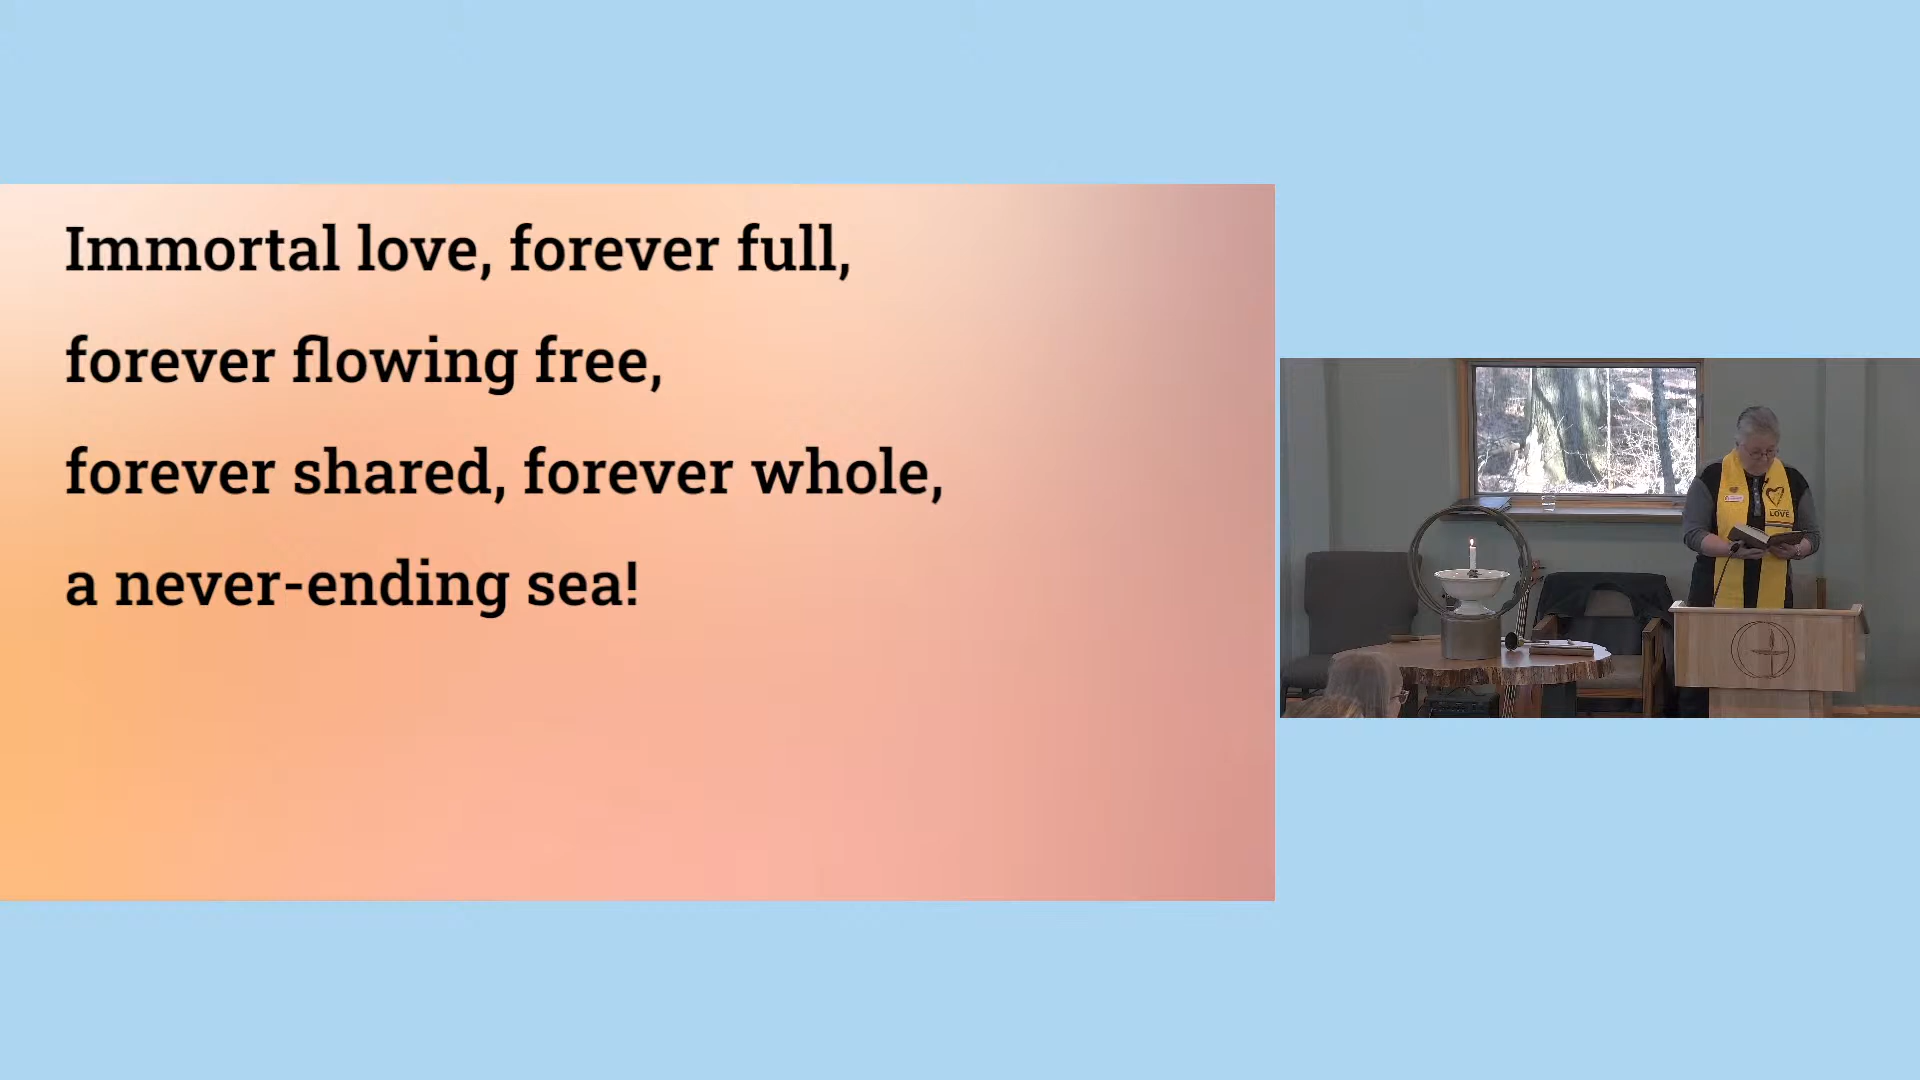 Immortal love, forever full,
forever flowing free,
forever shared, forever whole,
a never-ending sea!
LOVE